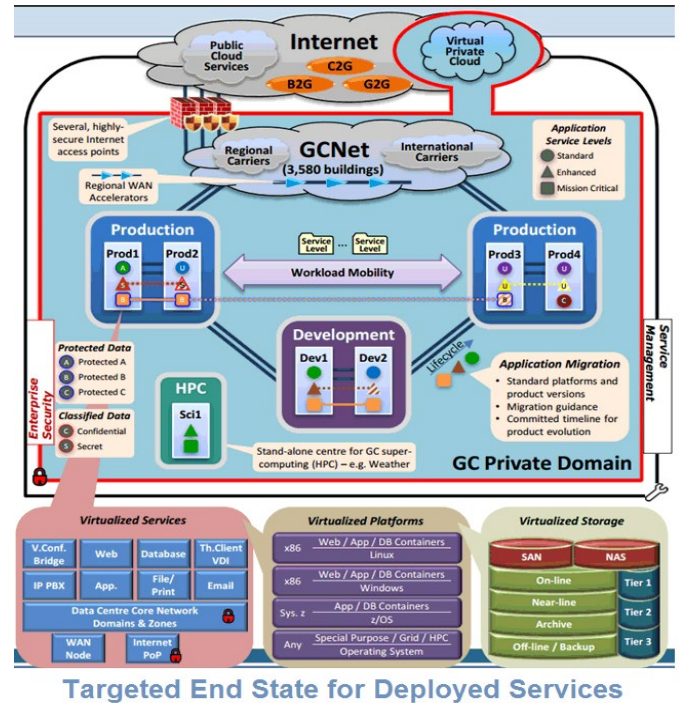 Internet
Public
Cloud
Services
C2G
B2G
G2G
Virtual
Private
Cloud
Several, highly-
secure Internet
access points
GCNet
(3,580 buildings)
Regional
Carriers
International
Carriers
Regional WAN
Accelerators
Application
Service Levels
Standard
Enhanced
Mission Critical
Production
Prod1
Prod2
A
U
S
S
B
B
Service
Level
...
Service
Level
Workload Mobility
Production
Prod3
Prod4
U
U
U
U
C
Development
Dev1
Dev2
Lifecycle
Protected Data
A Protected A
B Protected B
C Protected C
Classified Data
C Confidential
S Secret
Enterprise
Security
HPC
Sci1
Stand-alone centre for GC super-
computing (HPC) – e.g. Weather
Application Migration
• Standard platforms and
product versions
• Migration guidance
• Committed timeline for
product evolution
Service
Management
GC Private Domain
Virtualized Services
V.Conf.
Bridge
Web
Database
Th.Client
VDI
IP PBX
App.
File/
Print
Email
Data Centre Core Network
Domains & Zones
WAN
Node
Internet
PoP
Virtualized Platforms
x86
Web / App / DB Containers
Linux
x86
Web / App / DB Containers
Windows
Sys. z
App / DB Containers
z/OS
Any
Special Purpose / Grid / HPC
Operating System
Virtualized Storage
SAN
NAS
On-line
Tier 1
Near-line
Tier 2
Archive
Off-line / Backup
Tier 3
Targeted End State for Deployed Services